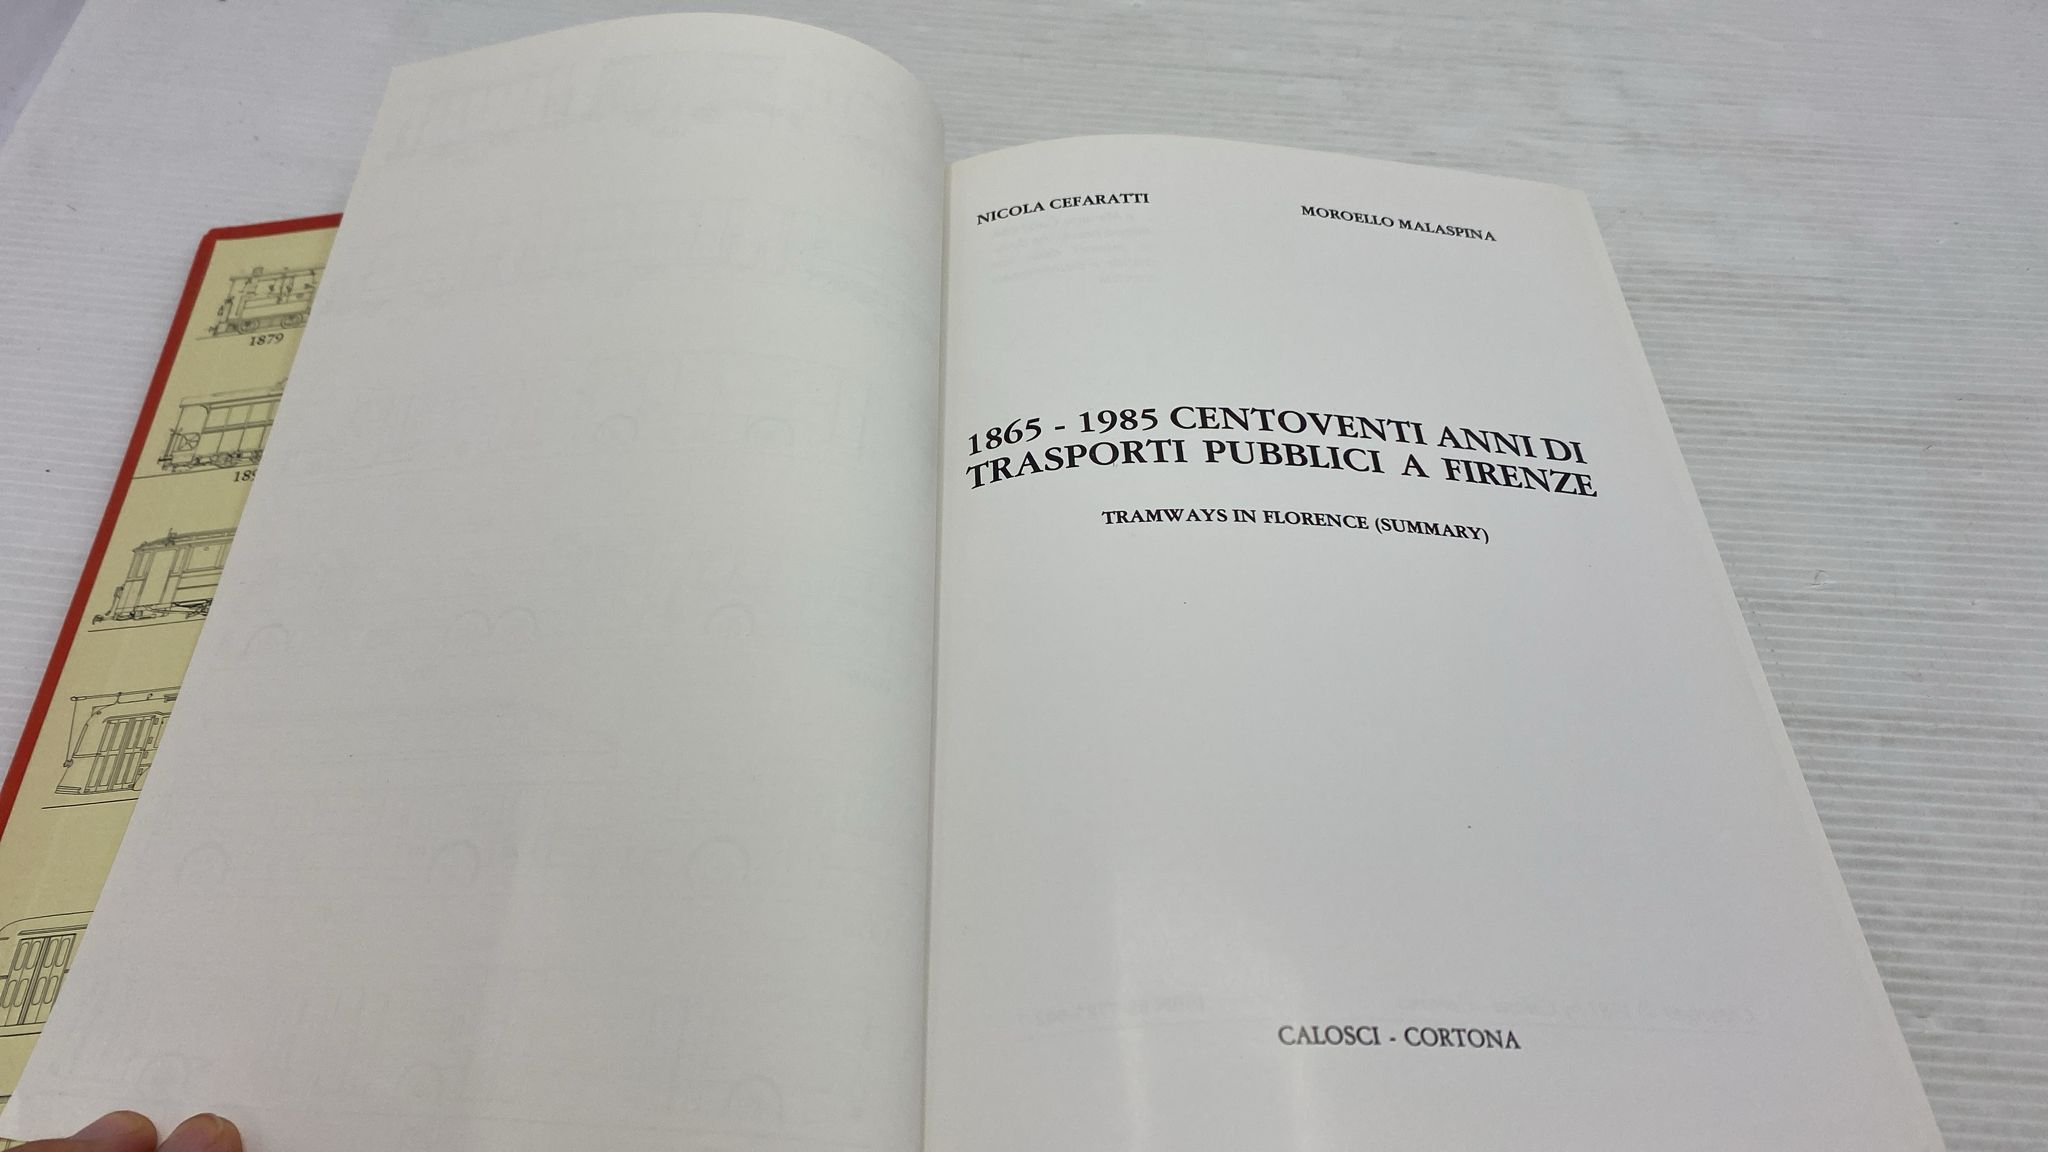 1879
NICOLA CEFARATTI
MOROELLO MALASPINA
1865 - 1985 CENTOVENTI ANNI DI
TRASPORTI PUBBLICI A FIRENZE
TRAMWAYS IN FLORENCE (SUMMARY)
CALOSCI - CORTONA